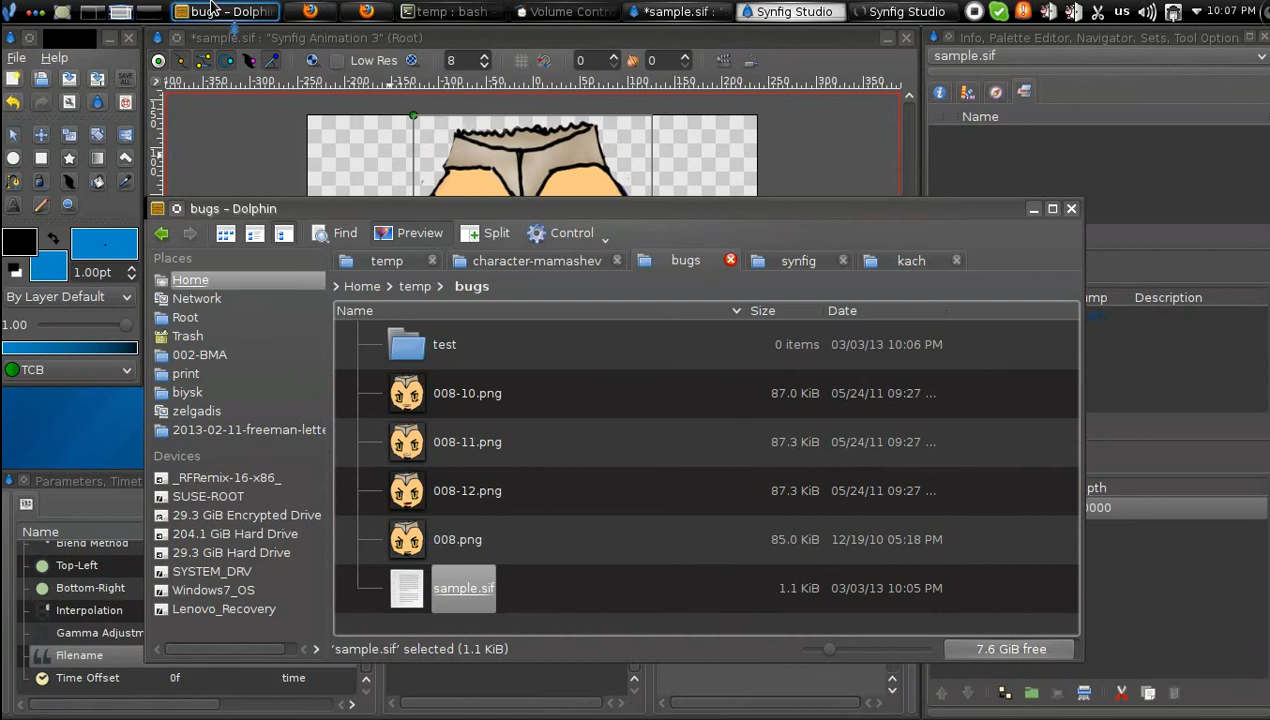 bugs – Dolphi
temp : bash
Volume Contr
*sample.sif :
Synfig Studio
Synfig Studio
us
10:07 PM
*sample.sif : "Synfig Animation 3" (Root)
Info, Palette Editor, Navigator, Sets, Tool Option
File Help
Low Res
8
0
0
sample.sif
SAVE ALL
Name
bugs – Dolphin
Find Preview Split Control
Places
temp character-mamashev bugs synfig kach
Home
Home temp bugs
Network
Name Size Date
Root
Trash
test 0 items 03/03/13 10:06 PM
002-BMA
print
008-10.png 87.0 KiB 05/24/11 09:27 ...
biysk
zelgadis
2013-02-11-freeman-lette
008-11.png 87.3 KiB 05/24/11 09:27 ...
Devices
_RFRemix-16-x86_
008-12.png 87.3 KiB 05/24/11 09:27 ...
SUSE-ROOT
29.3 GiB Encrypted Drive
204.1 GiB Hard Drive
008.png 85.0 KiB 12/19/10 05:18 PM
29.3 GiB Hard Drive
SYSTEM_DRV
Windows7_OS
sample.sif 1.1 KiB 03/03/13 10:05 PM
Lenovo_Recovery
'sample.sif' selected (1.1 KiB)
7.6 GiB free
1.00pt
By Layer Default
1.00
TCB
Parameters, Timet
Name
Blend Method
Top-Left
Bottom-Right
Interpolation
Gamma Adjustm
Filename
Time Offset 0f time
ump Description
epth
0000